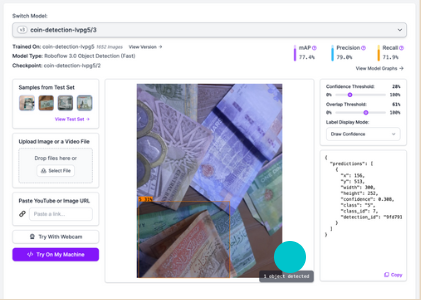 Switch Model:
v3 coin-detection-lvpg5/3
Trained On: coin-detection-lvpg5 1692 Images View Version →
Model Type: Roboflow 3.0 Object Detection (Fast)
Checkpoint: coin-detection-lvpg5/2
mAP
77.4%
Precision
79.0%
Recall
71.9%
View Model Graphs →
Samples from Test Set
View Test Set →
Upload Image or a Video File
Drop files here or
Select File
Paste YouTube or Image URL
Paste a link...
Try With Webcam
Try On My Machine
1 object detected
Confidence Threshold: 20%
0% 100%
Overlap Threshold: 61%
0% 100%
Label Display Mode:
Draw Confidence
{
"predictions": [
{
"x": 156,
"y": 513,
"width": 300,
"height": 252,
"confidence": 0.308,
"class": "5",
"class_id": 7,
"detection_id": "9fd791
}
]
}
Copy